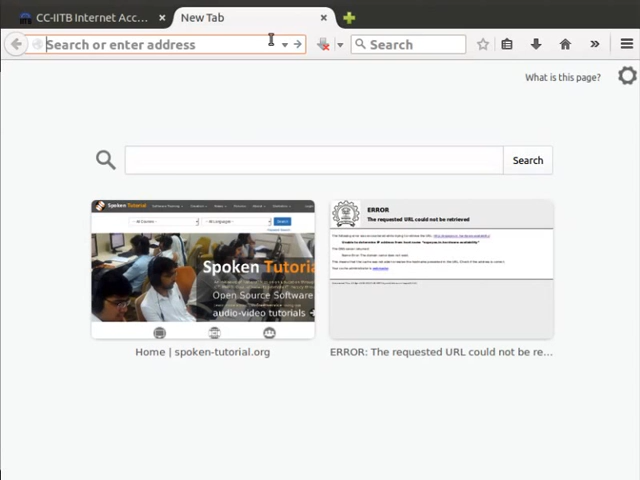 CC-IITB Internet Acc...
New Tab
Search or enter address
Search
What is this page?
Search
Spoken Tutorial
Spoken Tutoria
Open Source Software
audio-video tutorials
ERROR
The requested URL could not be retrieved
Home | spoken-tutorial.org
ERROR: The requested URL could not be re...